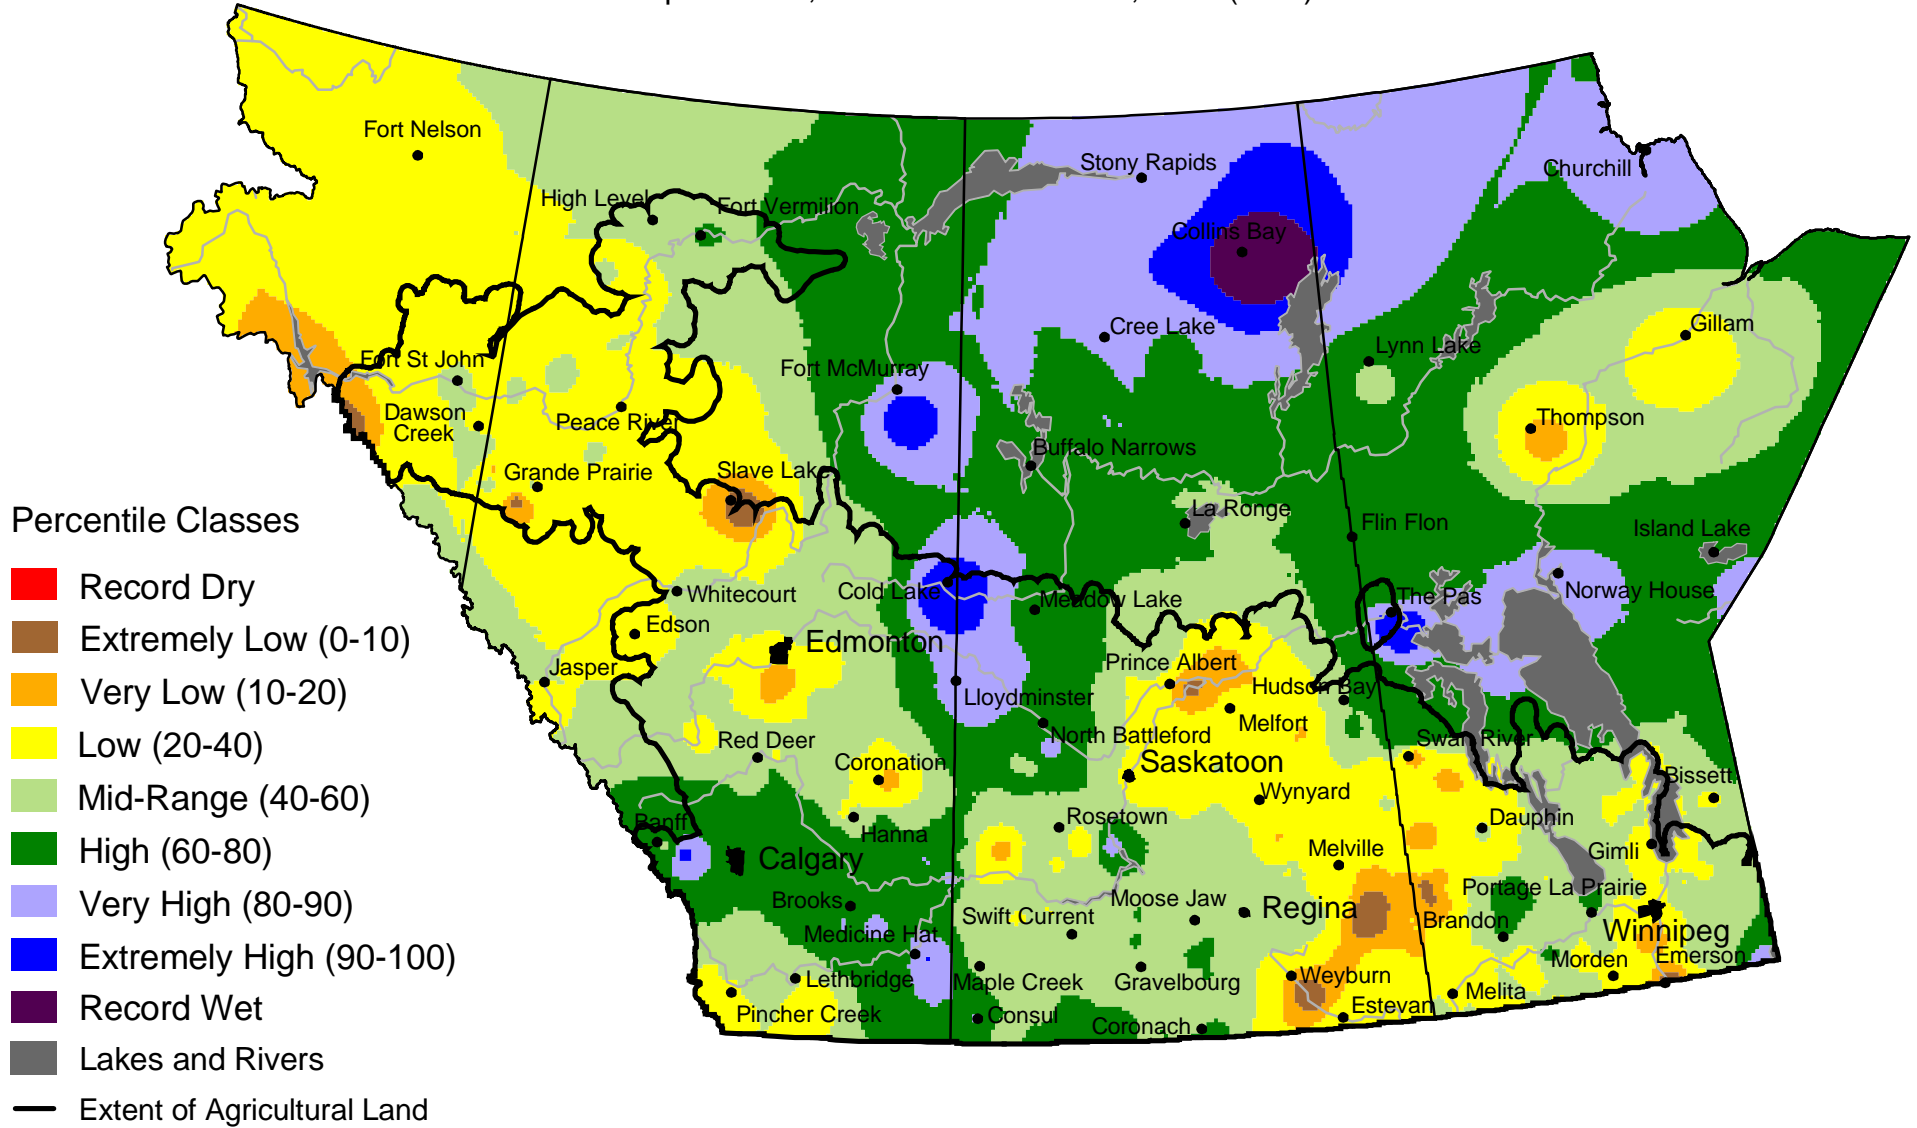 Fort Nelson
Stony Rapids
Churchill
High Level
Fort Vermilion
Collins Bay
Gillam
Cree Lake
Lynn Lake
Fort St John
Fort McMurray
Dawson
Creek
Peace River
Thompson
Buffalo Narrows
Grande Prairie
Slave Lake
La Ronge
Flin Flon
Island Lake
Whitecourt
Cold Lake
Meadow Lake
The Pas
Norway House
Edson
Edmonton
Jasper
Prince Albert
Hudson Bay
Lloydminster
Melfort
North Battleford
Red Deer
Swan River
Coronation
Saskatoon
Bissett
Wynyard
Banff
Hanna
Rosetown
Dauphin
Calgary
Melville
Gimli
Brooks
Moose Jaw
Regina
Portage La Prairie
Swift Current
Brandon
Winnipeg
Medicine Hat
Lethbridge
Maple Creek
Gravelbourg
Weyburn
Morden
Emerson
Pincher Creek
Consul
Coronach
Estevan
Melita
Percentile Classes
Record Dry
Extremely Low (0-10)
Very Low (10-20)
Low (20-40)
Mid-Range (40-60)
High (60-80)
Very High (80-90)
Extremely High (90-100)
Record Wet
Lakes and Rivers
Extent of Agricultural Land